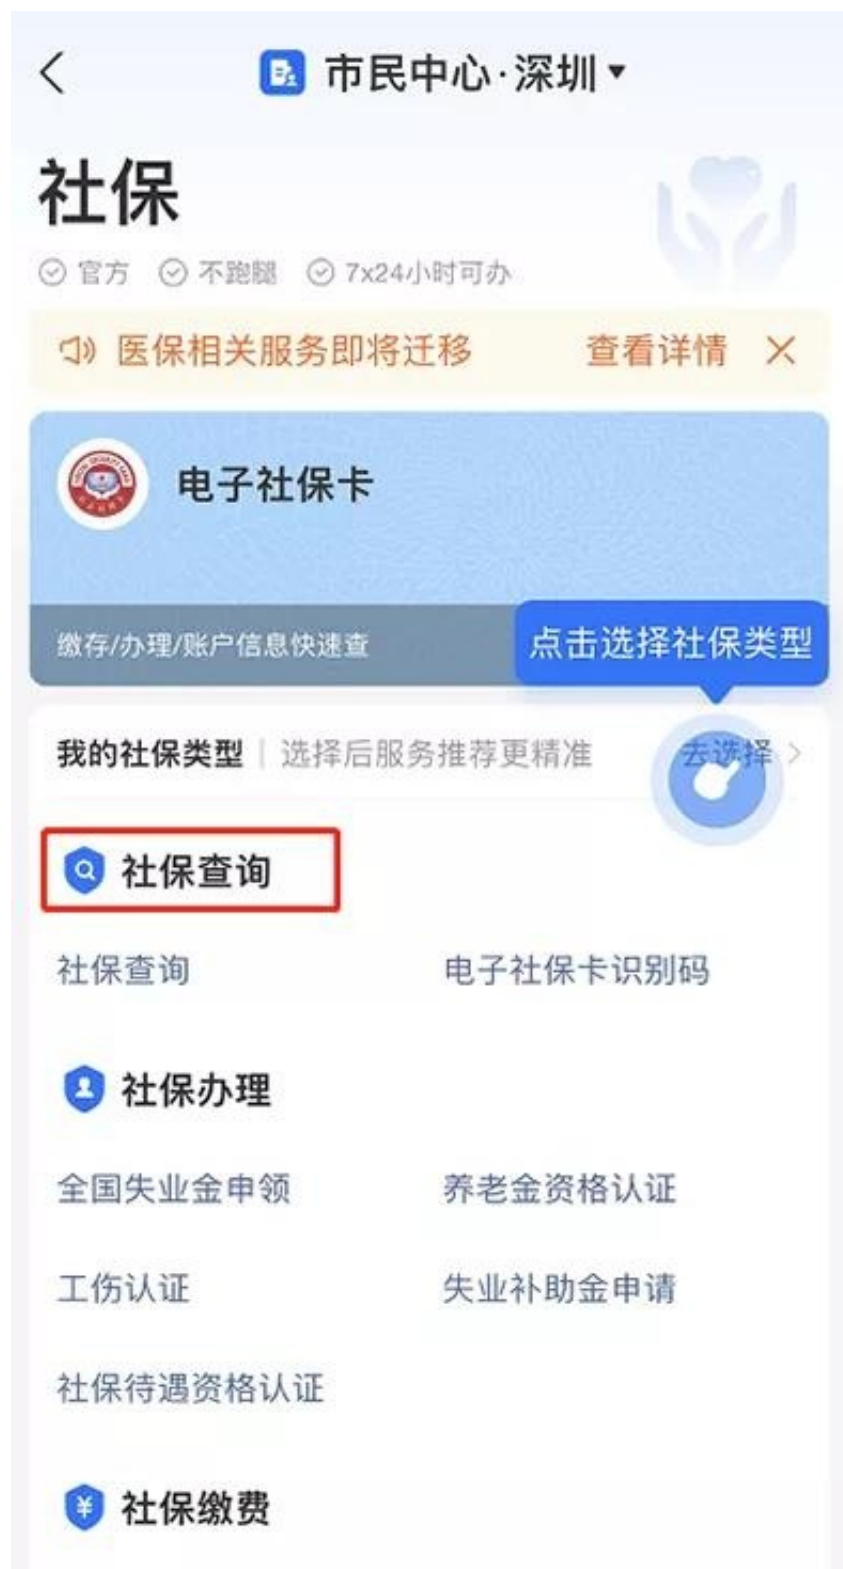 市民中心·深圳▼
社保
官方 不跑腿 7x24小时可办
医保相关服务即将迁移 查看详情
电子社保卡
缴存/办理/账户信息快速查 点击选择社保类型
我的社保类型 | 选择后服务推荐更精准 去选择
社保查询
社保查询 电子社保卡识别码
社保办理
全国失业金申领 养老金资格认证
工伤认证 失业补助金申请
社保待遇资格认证
¥ 社保缴费